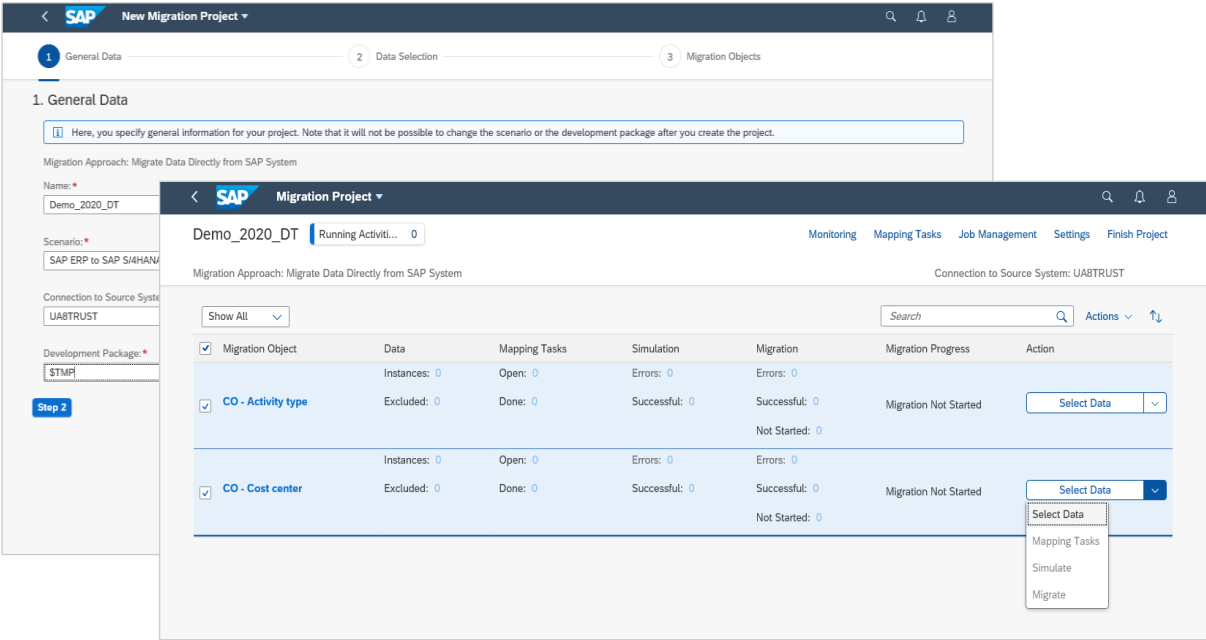 SAP New Migration Project
1 General Data 2 Data Selection 3 Migration Objects
1. General Data
Here, you specify general information for your project. Note that it will not be possible to change the scenario or the development package after you create the project.
Migration Approach: Migrate Data Directly from SAP System
Name:*
Demo_2020_DT
Scenario:*
SAP ERP to SAP S/4HANA
Connection to Source Syste
UA8TRUST
Development Package:*
$TMP
Step 2
SAP Migration Project
Demo_2020_DT Running Activiti... 0 Monitoring Mapping Tasks Job Management Settings Finish Project
Migration Approach: Migrate Data Directly from SAP System Connection to Source System: UA8TRUST
Show All Search Actions
Migration Object Data Mapping Tasks Simulation Migration Migration Progress Action
Instances: 0 Open: 0 Errors: 0 Errors: 0
CO - Activity type Excluded: 0 Done: 0 Successful: 0 Successful: 0 Migration Not Started Select Data
Not Started: 0
Instances: 0 Open: 0 Errors: 0 Errors: 0
CO - Cost center Excluded: 0 Done: 0 Successful: 0 Successful: 0 Migration Not Started Select Data
Not Started: 0
Select Data
Mapping Tasks
Simulate
Migrate